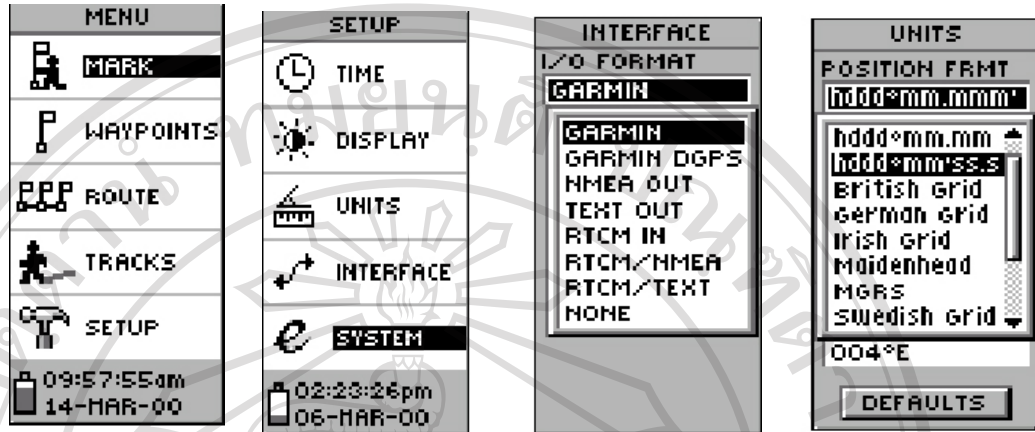 MENU
MARK
WAYPOINTS
ROUTE
TRACKS
SETUP
09:57:55am
14-MAR-00
SETUP
TIME
DISPLAY
UNITS
INTERFACE
SYSTEM
02:23:26pm
06-MAR-00
INTERFACE
I/O FORMAT
GARMIN
GARMIN
GARMIN DGPS
NMEA OUT
TEXT OUT
RTCM IN
RTCM/NMEA
RTCM/TEXT
NONE
UNITS
POSITION FRMT
hddd°mm.mmm'
hddd°mm.mm
hddd°mm'ss.s
British Grid
German Grid
Irish Grid
Maidenhead
MGRS
Swedish Grid
004°E
DEFAULTS